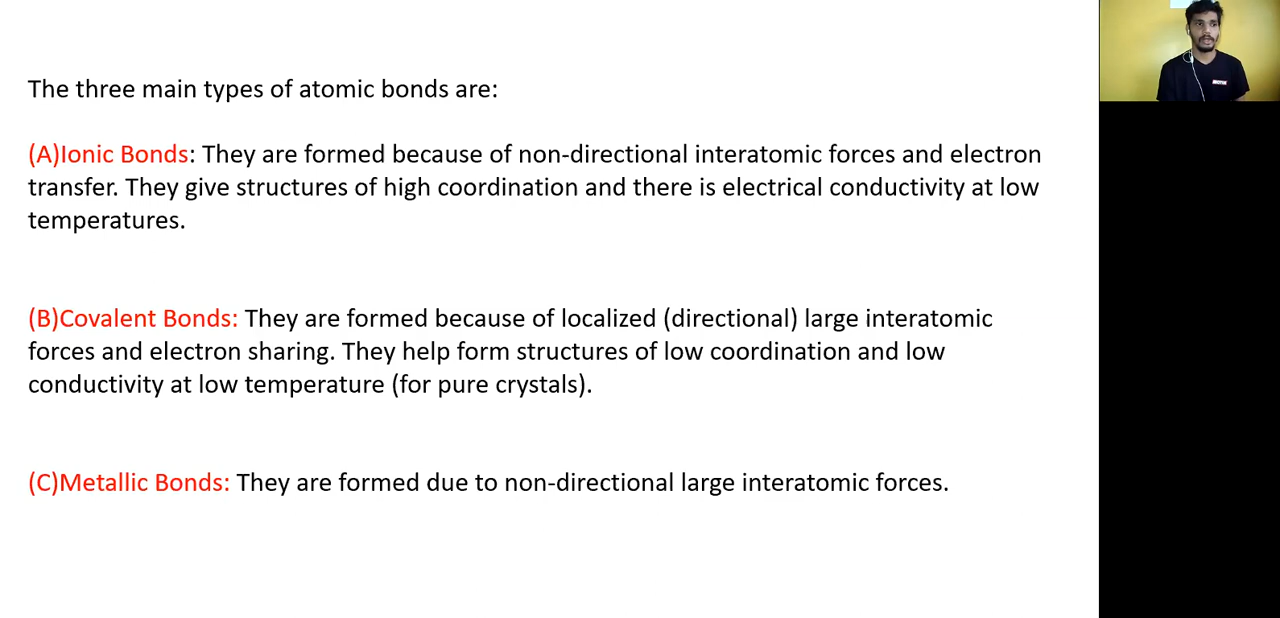 The three main types of atomic bonds are:
(A)Ionic Bonds: They are formed because of non-directional interatomic forces and electron
transfer. They give structures of high coordination and there is electrical conductivity at low
temperatures.
(B)Covalent Bonds: They are formed because of localized (directional) large interatomic
forces and electron sharing. They help form structures of low coordination and low
conductivity at low temperature (for pure crystals).
(C)Metallic Bonds: They are formed due to non-directional large interatomic forces.